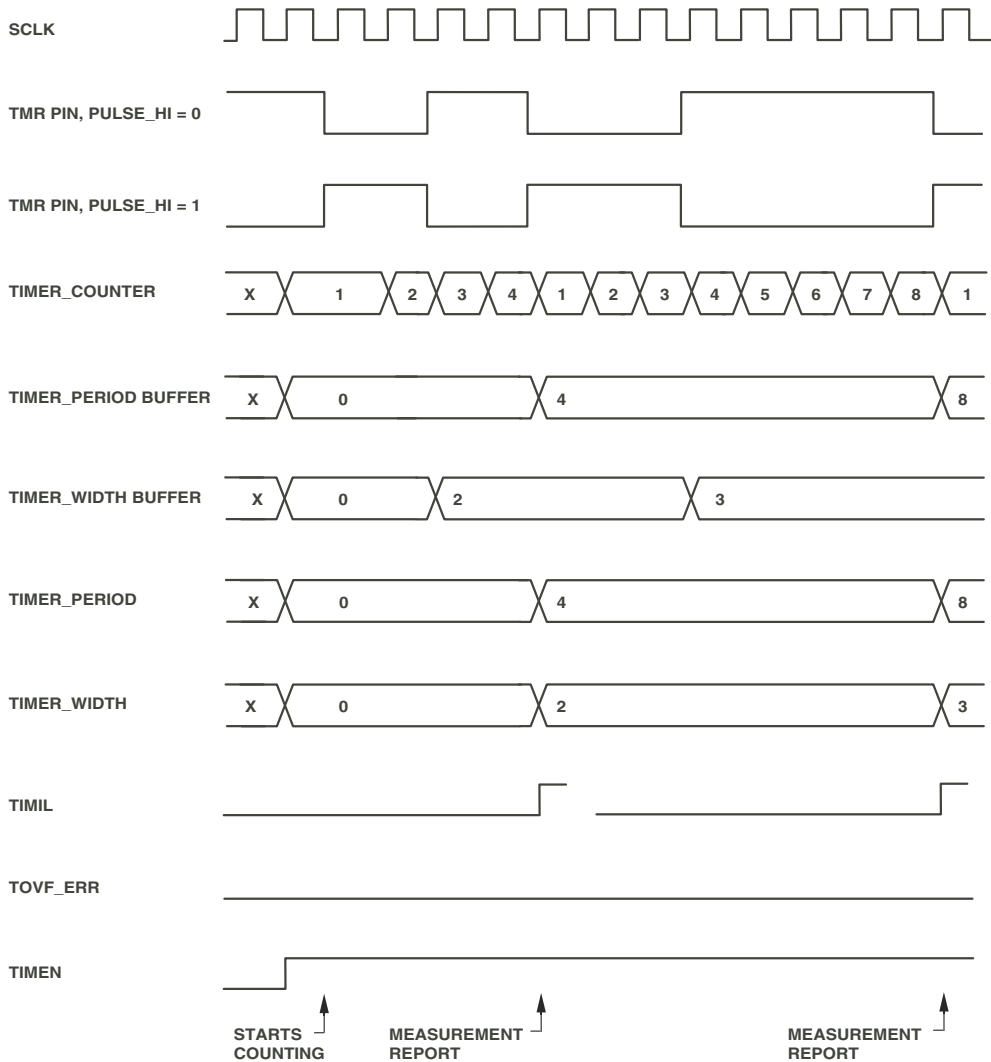 SCLK
TMR PIN, PULSE_HI = 0
TMR PIN, PULSE_HI = 1
TIMER_COUNTER X 1 2 3 4 1 2 3 4 5 6 7 8 1
TIMER_PERIOD BUFFER X 0 4 8
TIMER_WIDTH BUFFER X 0 2 3
TIMER_PERIOD X 0 4 8
TIMER_WIDTH X 0 2 3
TIMIL
TOVF_ERR
TIMEN
STARTS
COUNTING
MEASUREMENT
REPORT
MEASUREMENT
REPORT